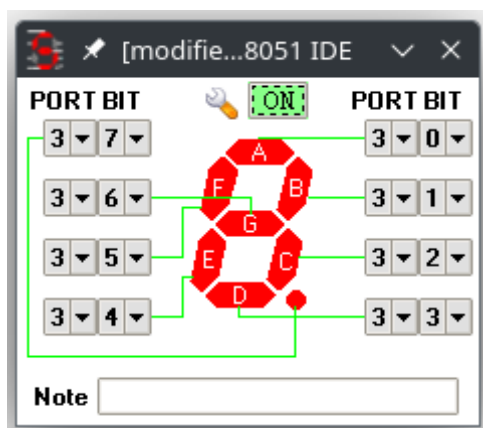 [modifie...8051 IDE
PORT BIT ON PORT BIT
3 7 A 3 0
F B
3 6 G 3 1
3 5 E C 3 2
3 4 D 3 3
Note